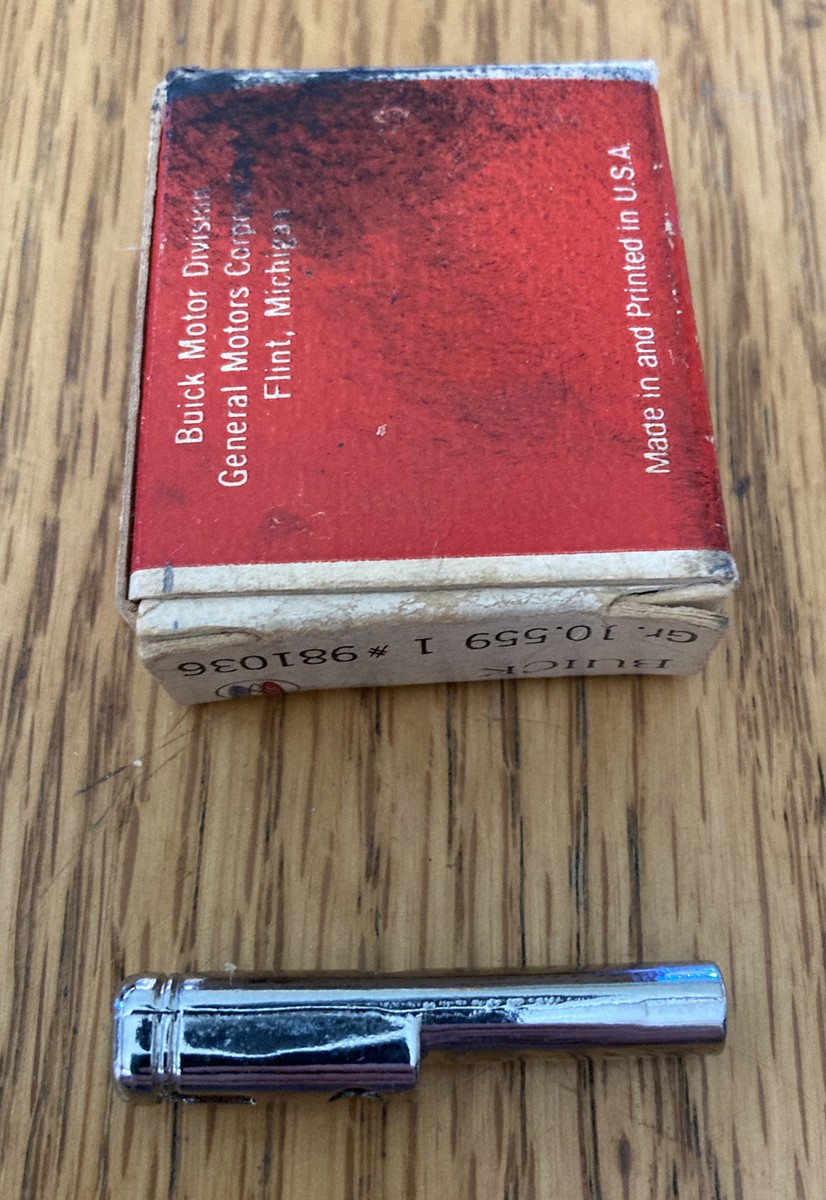 Buick Motor Division
General Motors Corporation
Flint, Michigan
Made in and Printed in U.S.A.
BUICK
Gr. 10.559 1 # 981036